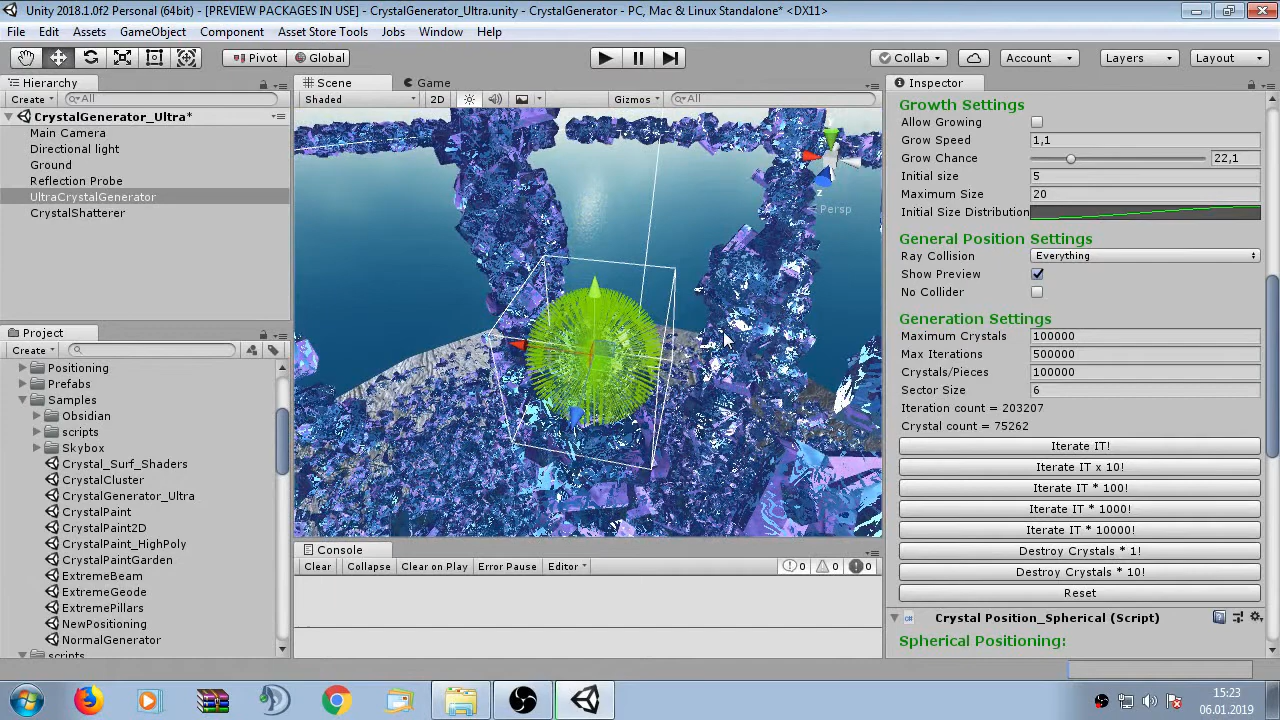 Unity 2018.1.0f2 Personal (64bit) - [PREVIEW PACKAGES IN USE] - CrystalGenerator_Ultra.unity - CrystalGenerator - PC, Mac & Linux Standalone* <DX11>
File Edit Assets GameObject Component Asset Store Tools Jobs Window Help
Pivot Global Collab Account Layers Layout
Hierarchy
Create All
CrystalGenerator_Ultra*
Main Camera
Directional light
Ground
Reflection Probe
UltraCrystalGenerator
CrystalShatterer
Project
Create
Positioning
Prefabs
Samples
Obsidian
scripts
Skybox
Crystal_Surf_Shaders
CrystalCluster
CrystalGenerator_Ultra
CrystalPaint
CrystalPaint2D
CrystalPaint_HighPoly
CrystalPaintGarden
ExtremeBeam
ExtremeGeode
ExtremePillars
NewPositioning
NormalGenerator
scripts
Scene Game
Shaded 2D Gizmos All
z
Persp
Console
Clear Collapse Clear on Play Error Pause Editor 0 0 0
Inspector
Growth Settings
Allow Growing
Grow Speed 1,1
Grow Chance 22,1
Initial size 5
Maximum Size 20
Initial Size Distribution
General Position Settings
Ray Collision Everything
Show Preview
No Collider
Generation Settings
Maximum Crystals 100000
Max Iterations 500000
Crystals/Pieces 100000
Sector Size 6
Iteration count = 203207
Crystal count = 75262
Iterate IT!
Iterate IT x 10!
Iterate IT * 100!
Iterate IT * 1000!
Iterate IT * 10000!
Destroy Crystals * 1!
Destroy Crystals * 10!
Reset
Crystal Position_Spherical (Script)
Spherical Positioning:
15:23
06.01.2019